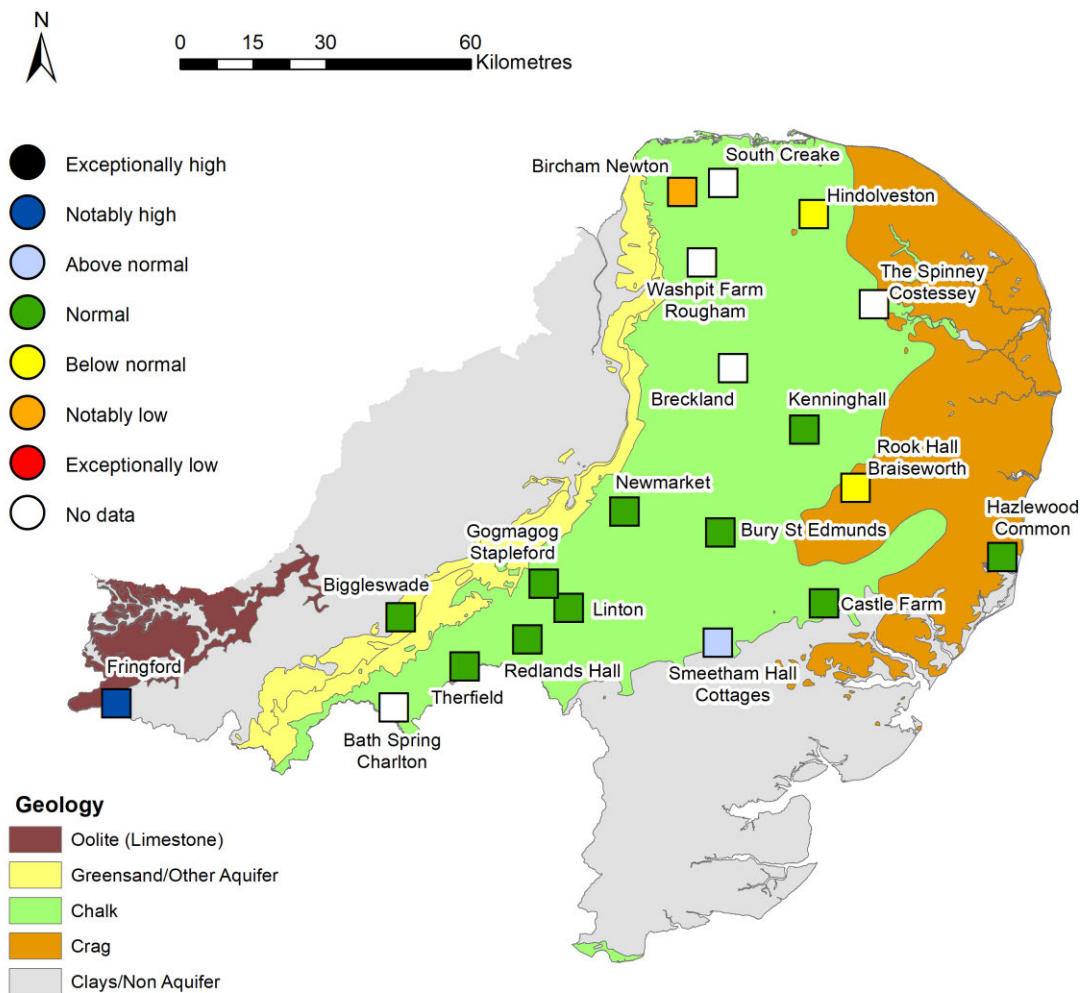 N
0 15 30 60
Kilometres
Exceptionally high
Notably high
Above normal
Normal
Below normal
Notably low
Exceptionally low
No data
Bircham Newton
South Creake
Hindolveston
Washpit Farm
Rougham
The Spinney
Costessey
Breckland
Kenninghall
Rook Hall
Braiseworth
Newmarket
Bury St Edmunds
Hazlewood
Common
Gogmagog
Stapleford
Biggleswade
Linton
Castle Farm
Fringford
Therfield
Redlands Hall
Smeetham Hall
Cottages
Bath Spring
Charlton
Geology
Oolite (Limestone)
Greensand/Other Aquifer
Chalk
Crag
Clays/Non Aquifer